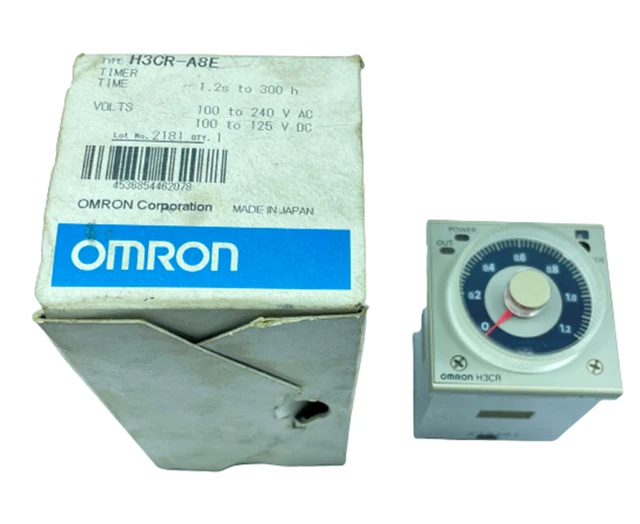 TYPE H3CR-A8E
TIMER
TIME 1.2s to 300 h
VOLTS 100 to 240 V AC
100 to 125 V DC
Lot No. 2181 QTY. 1
4536854462078
OMRON Corporation MADE IN JAPAN
OMRON
POWER
OUT
0 0.2 0.4 0.6 0.8 1.0 1.2
OMRON H3CR